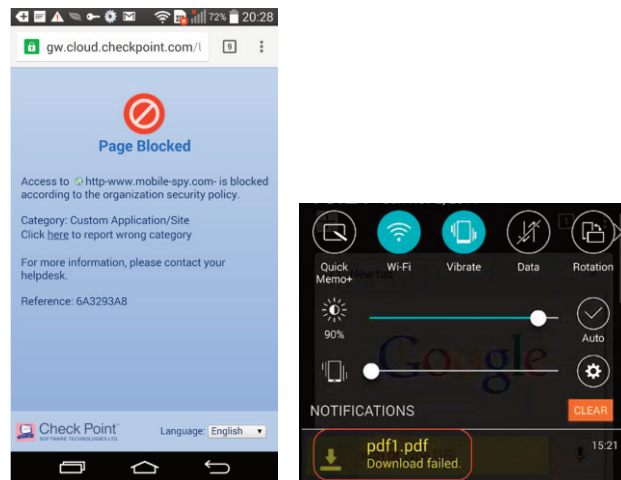 72% 20:28
gw.cloud.checkpoint.com/l
9
Page Blocked
Access to http-www.mobile-spy.com- is blocked
according to the organization security policy.
Category: Custom Application/Site
Click here to report wrong category
For more information, please contact your
helpdesk.
Reference: 6A3293A8
Check Point
SOFTWARE TECHNOLOGIES LTD.
Language: English
Quick
Memo+
Wi-Fi
Vibrate
Data
Rotation
New tab
90%
Auto
Google
NOTIFICATIONS
CLEAR
pdf1.pdf
15:21
Download failed.